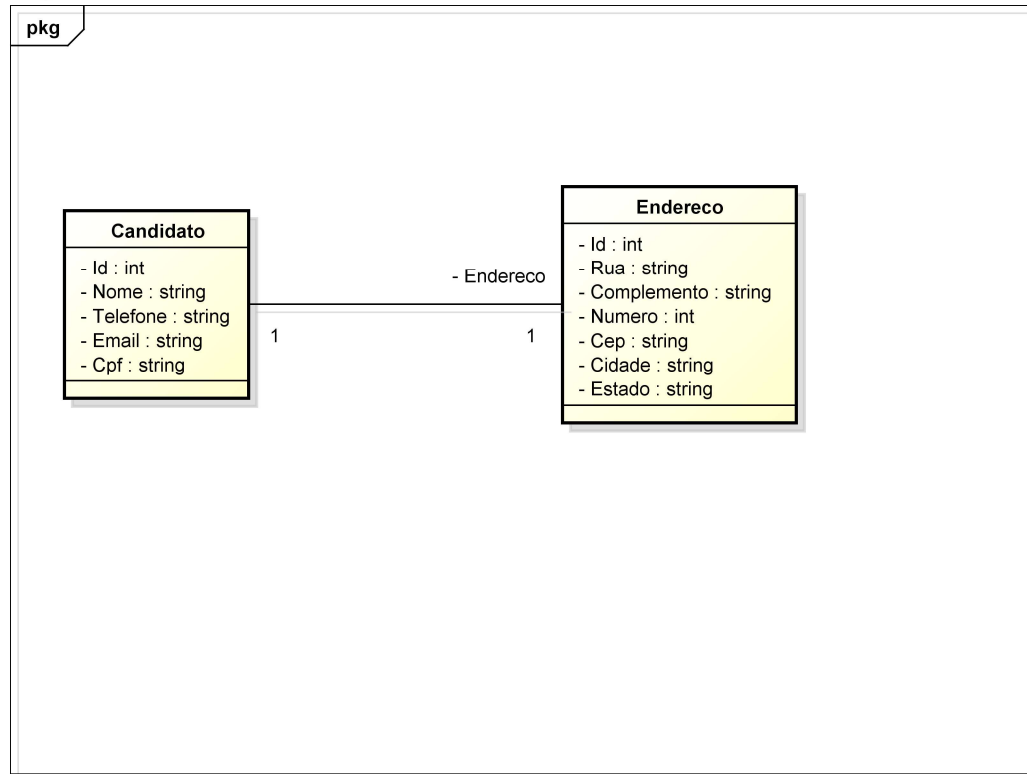 pkg
Candidato
- Id : int
- Nome : string
- Telefone : string
- Email : string
- Cpf : string
- Endereco
1
1
Endereco
- Id : int
- Rua : string
- Complemento : string
- Numero : int
- Cep : string
- Cidade : string
- Estado : string